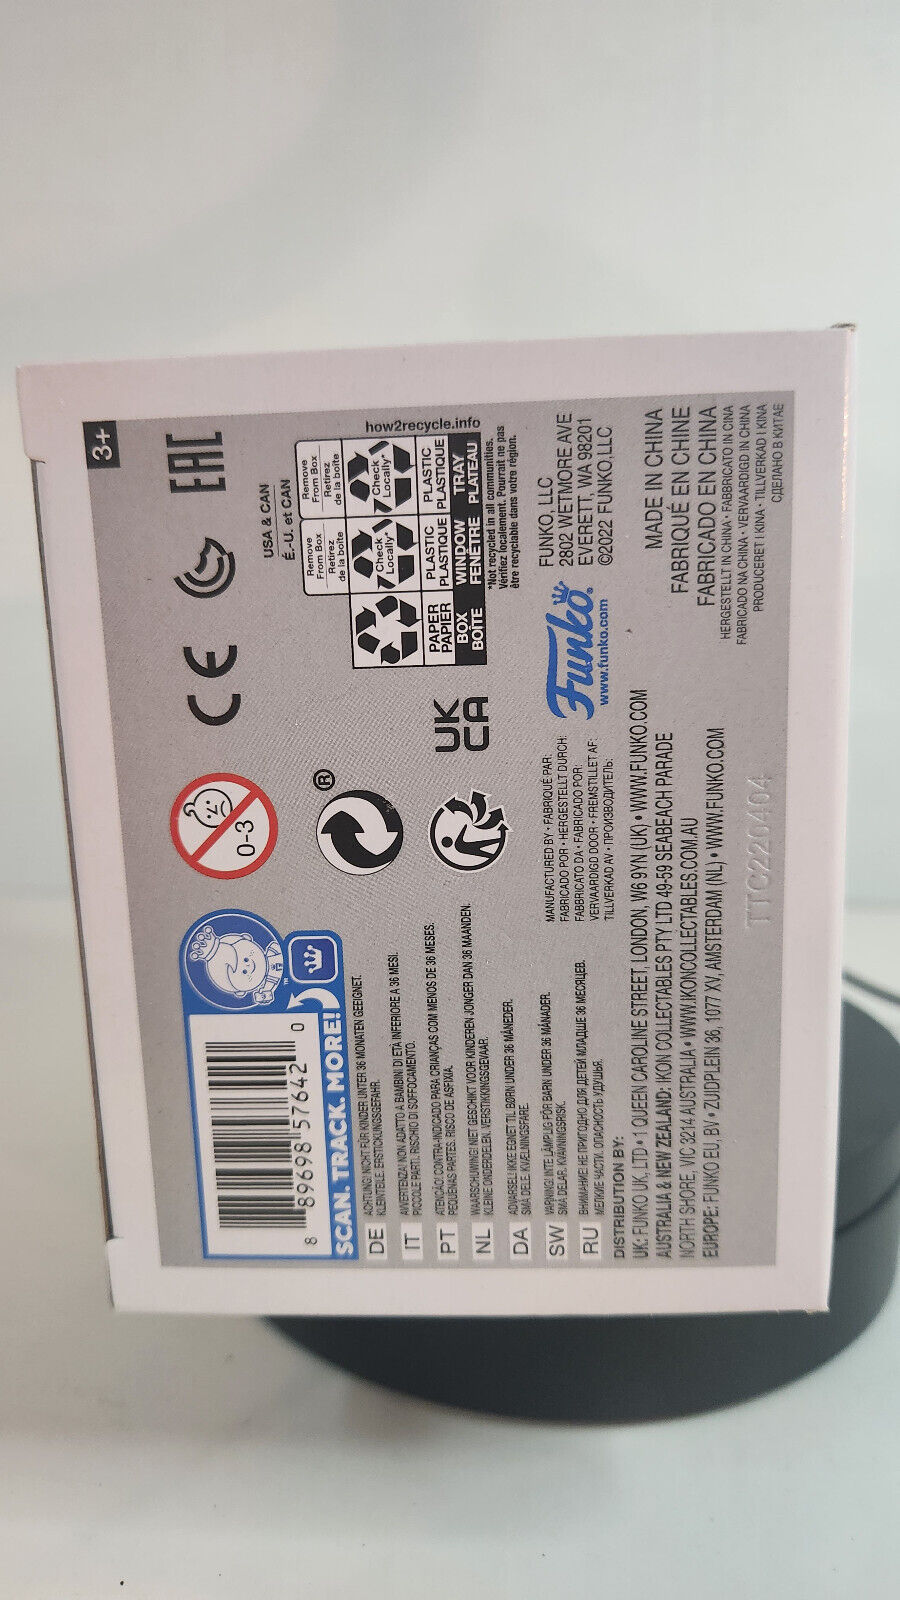 3+
EAC
CE
0-3
8 89698 57642 0
SCAN. TRACK. MORE!
™
USA & CAN
É.-U. et CAN
how2recycle.info
Remove
From Box
Retirez
de la boîte
Remove
From Box
Retirez
de la boîte
Check
Locally*
Check
Locally*
PAPER
PAPIER
PLASTIC
PLASTIQUE
PLASTIC
PLASTIQUE
BOX
BOÎTE
WINDOW
FENÊTRE
TRAY
PLATEAU
*Not recycled in all communities.
Vérifiez localement. Pourrait ne pas
être recyclable dans votre région.
®
UK
CA
DE ACHTUNG! NICHT FÜR KINDER UNTER 36 MONATEN GEEIGNET.
KLEINTEILE. ERSTICKUNGSGEFAHR.
IT AVVERTENZA! NON ADATTO A BAMBINI DI ETÀ INFERIORE A 36 MESI.
PICCOLE PARTI. RISCHIO DI SOFFOCAMENTO.
PT ATENÇÃO! CONTRA-INDICADO PARA CRIANÇAS COM MENOS DE 36 MESES.
PEQUENAS PARTES. RISCO DE ASFIXIA.
NL WAARSCHUWING! NIET GESCHIKT VOOR KINDEREN JONGER DAN 36 MAANDEN.
KLEINE ONDERDELEN. VERSTIKKINGSGEVAAR.
DA ADVARSEL! IKKE EGNET TIL BØRN UNDER 36 MÅNEDER.
SMÅ DELE. KVÆLNINGSFARE.
SW VARNING! INTE LÄMPLIG FÖR BARN UNDER 36 MÅNADER.
SMÅ DELAR. KVÄVNINGSRISK.
RU ВНИМАНИЕ! НЕ ПРИГОДНО ДЛЯ ДЕТЕЙ МЛАДШЕ 36 МЕСЯЦЕВ.
МЕЛКИЕ ЧАСТИ. ОПАСНОСТЬ УДУШЬЯ.
MANUFACTURED BY • FABRIQUÉ PAR:
FABRICADO POR • HERGESTELLT DURCH:
FABBRICATO DA • FABRICADO POR:
VERVAARDIGD DOOR • FREMSTILLET AF:
TILLVERKAD AV • ПРОИЗВОДИТЕЛЬ:
Funko®
www.funko.com
FUNKO, LLC
2802 WETMORE AVE
EVERETT, WA 98201
©2022 FUNKO, LLC
DISTRIBUTION BY:
UK: FUNKO UK, LTD • 1 QUEEN CAROLINE STREET, LONDON, W6 9YN (UK) • WWW.FUNKO.COM
AUSTRALIA & NEW ZEALAND: IKON COLLECTABLES PTY LTD 49-59 SEABEACH PARADE
NORTH SHORE, VIC 3214 AUSTRALIA • WWW.IKONCOLLECTABLES.COM.AU
EUROPE: FUNKO EU, BV • ZUIDPLEIN 36, 1077 XV, AMSTERDAM (NL) • WWW.FUNKO.COM
MADE IN CHINA
FABRIQUÉ EN CHINE
FABRICADO EN CHINA
HERGESTELLT IN CHINA • FABBRICATO IN CINA
FABRICADO NA CHINA • VERVAARDIGD IN CHINA
PRODUCERET I KINA • TILLVERKAD I KINA
СДЕЛАНО В КИТАЕ
TTC220404